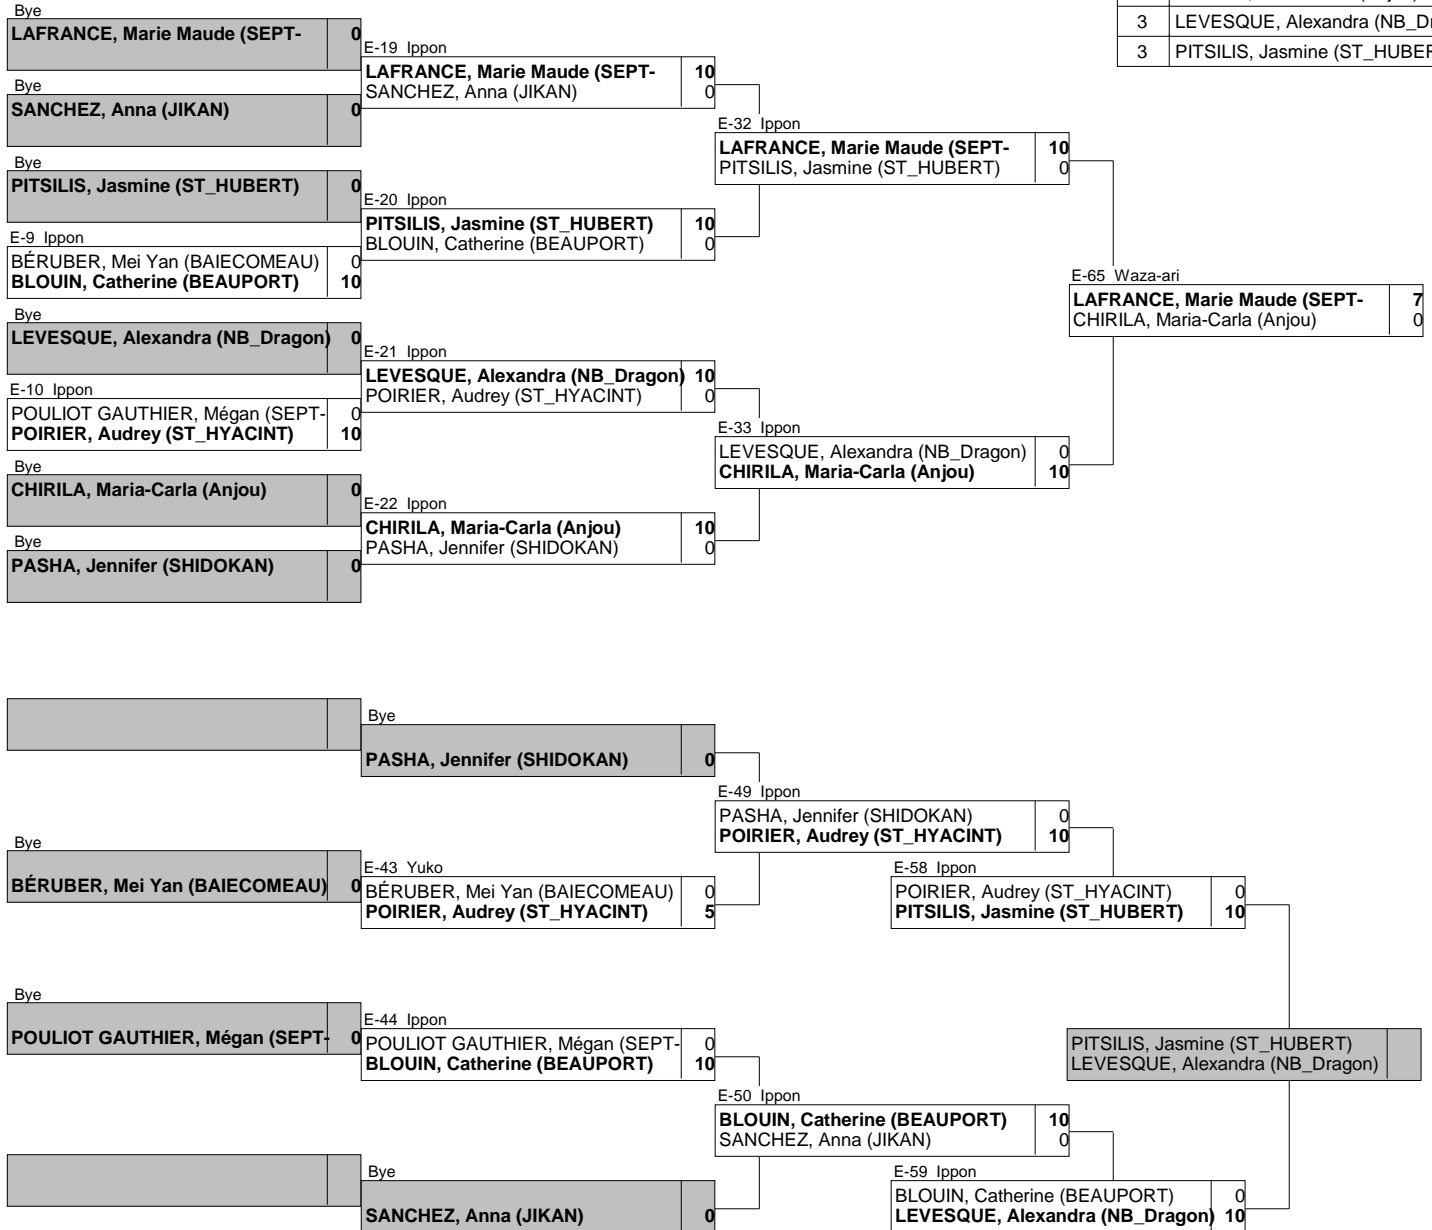 Bye
LAFRANCE, Marie Maude (SEPT- 0
Bye
SANCHEZ, Anna (JIKAN) 0
Bye
PITSILIS, Jasmine (ST_HUBERT) 0
E-9 Ippon
BÉRUBER, Mei Yan (BAIECOMEAU) 0
BLOUIN, Catherine (BEAUPORT) 10
Bye
LEVESQUE, Alexandra (NB_Dragon) 0
E-10 Ippon
POULIOT GAUTHIER, Mégan (SEPT- 0
POIRIER, Audrey (ST_HYACINT) 10
Bye
CHIRILA, Maria-Carla (Anjou) 0
Bye
PASHA, Jennifer (SHIDOKAN) 0
E-19 Ippon
LAFRANCE, Marie Maude (SEPT- 10
SANCHEZ, Anna (JIKAN) 0
E-20 Ippon
PITSILIS, Jasmine (ST_HUBERT) 10
BLOUIN, Catherine (BEAUPORT) 0
E-21 Ippon
LEVESQUE, Alexandra (NB_Dragon) 10
POIRIER, Audrey (ST_HYACINT) 0
E-22 Ippon
CHIRILA, Maria-Carla (Anjou) 10
PASHA, Jennifer (SHIDOKAN) 0
E-32 Ippon
LAFRANCE, Marie Maude (SEPT- 10
PITSILIS, Jasmine (ST_HUBERT) 0
E-33 Ippon
LEVESQUE, Alexandra (NB_Dragon) 0
CHIRILA, Maria-Carla (Anjou) 10
3 LEVESQUE, Alexandra
3 PITSILIS, Jasmine
E-65 Waza-ari
LAFRANCE, Marie Maude (SEPT- 7
CHIRILA, Maria-Carla (Anjou) 0
Bye
PASHA, Jennifer (SHIDOKAN) 0
Bye
BÉRUBER, Mei Yan (BAIECOMEAU) 0
E-43 Yuko
BÉRUBER, Mei Yan (BAIECOMEAU) 0
POIRIER, Audrey (ST_HYACINT) 5
E-49 Ippon
PASHA, Jennifer (SHIDOKAN) 0
POIRIER, Audrey (ST_HYACINT) 10
E-58 Ippon
POIRIER, Audrey (ST_HYACINT) 0
PITSILIS, Jasmine (ST_HUBERT) 10
Bye
POULIOT GAUTHIER, Mégan (SEPT- 0
E-44 Ippon
POULIOT GAUTHIER, Mégan (SEPT- 0
BLOUIN, Catherine (BEAUPORT) 10
E-50 Ippon
BLOUIN, Catherine (BEAUPORT) 10
SANCHEZ, Anna (JIKAN) 0
Bye
SANCHEZ, Anna (JIKAN) 0
E-59 Ippon
BLOUIN, Catherine (BEAUPORT) 0
LEVESQUE, Alexandra (NB_Dragon) 10
PITSILIS, Jasmine (ST_HUBERT)
LEVESQUE, Alexandra (NB_Dragon)